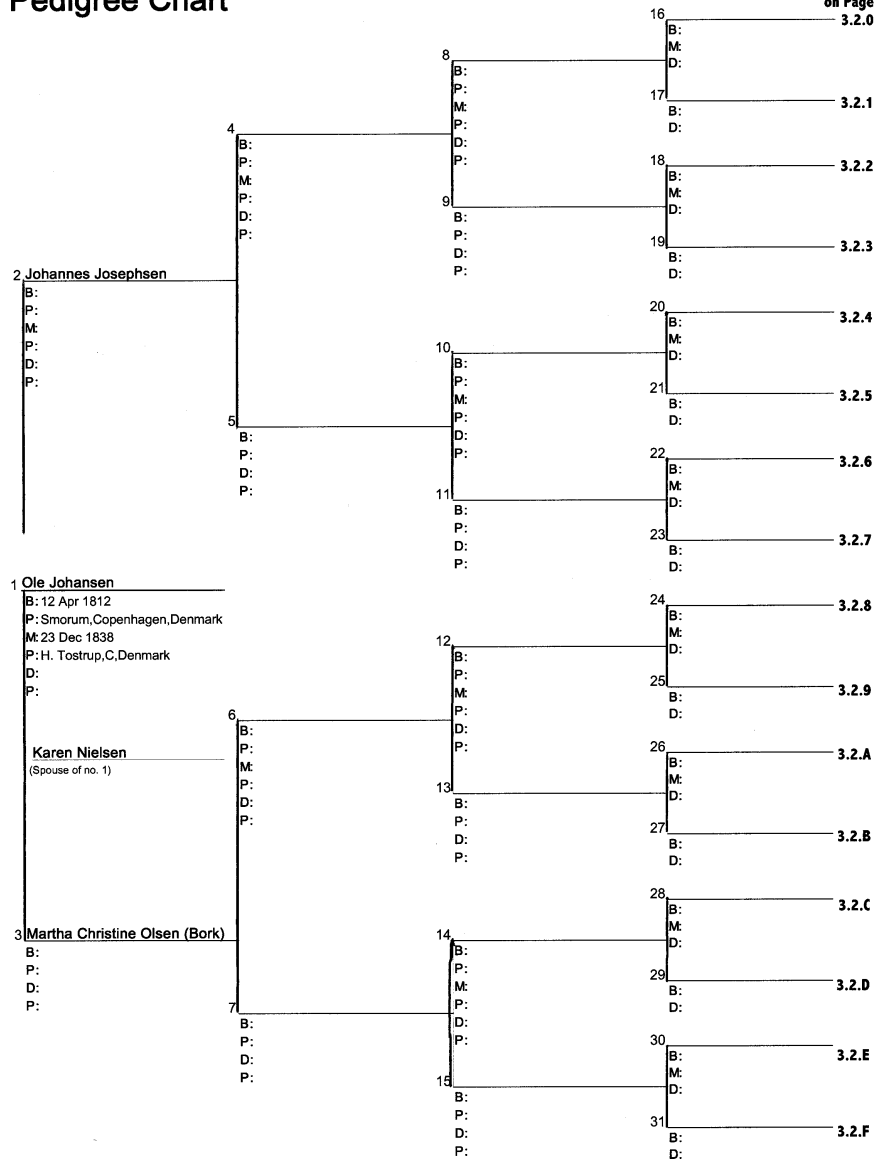 Pedigree Chart
on Page
16
3.2.0
B:
M:
D:
8
B:
P:
M:
P:
D:
P:
17
3.2.1
B:
D:
4
B:
P:
M:
P:
D:
P:
18
3.2.2
B:
M:
D:
9
B:
P:
D:
P:
19
3.2.3
B:
D:
2 Johannes Josephsen
B:
P:
M:
P:
D:
P:
20
3.2.4
B:
M:
D:
10
B:
P:
M:
P:
D:
P:
21
3.2.5
B:
D:
5
B:
P:
D:
P:
22
3.2.6
B:
M:
D:
11
B:
P:
D:
P:
23
3.2.7
B:
D:
1 Ole Johansen
B: 12 Apr 1812
P: Smorum,Copenhagen,Denmark
M: 23 Dec 1838
P: H. Tostrup,C,Denmark
D:
P:
24
3.2.8
B:
M:
D:
12
B:
P:
M:
P:
D:
P:
25
3.2.9
B:
D:
6
B:
P:
M:
P:
D:
P:
Karen Nielsen
(Spouse of no. 1)
26
3.2.A
B:
M:
D:
13
B:
P:
D:
P:
27
3.2.B
B:
D:
28
3.2.C
B:
M:
D:
3 Martha Christine Olsen (Bork)
B:
P:
D:
P:
14
B:
P:
M:
P:
D:
P:
29
3.2.D
B:
D:
7
B:
P:
D:
P:
30
3.2.E
B:
M:
D:
15
B:
P:
D:
P:
31
3.2.F
B:
D: